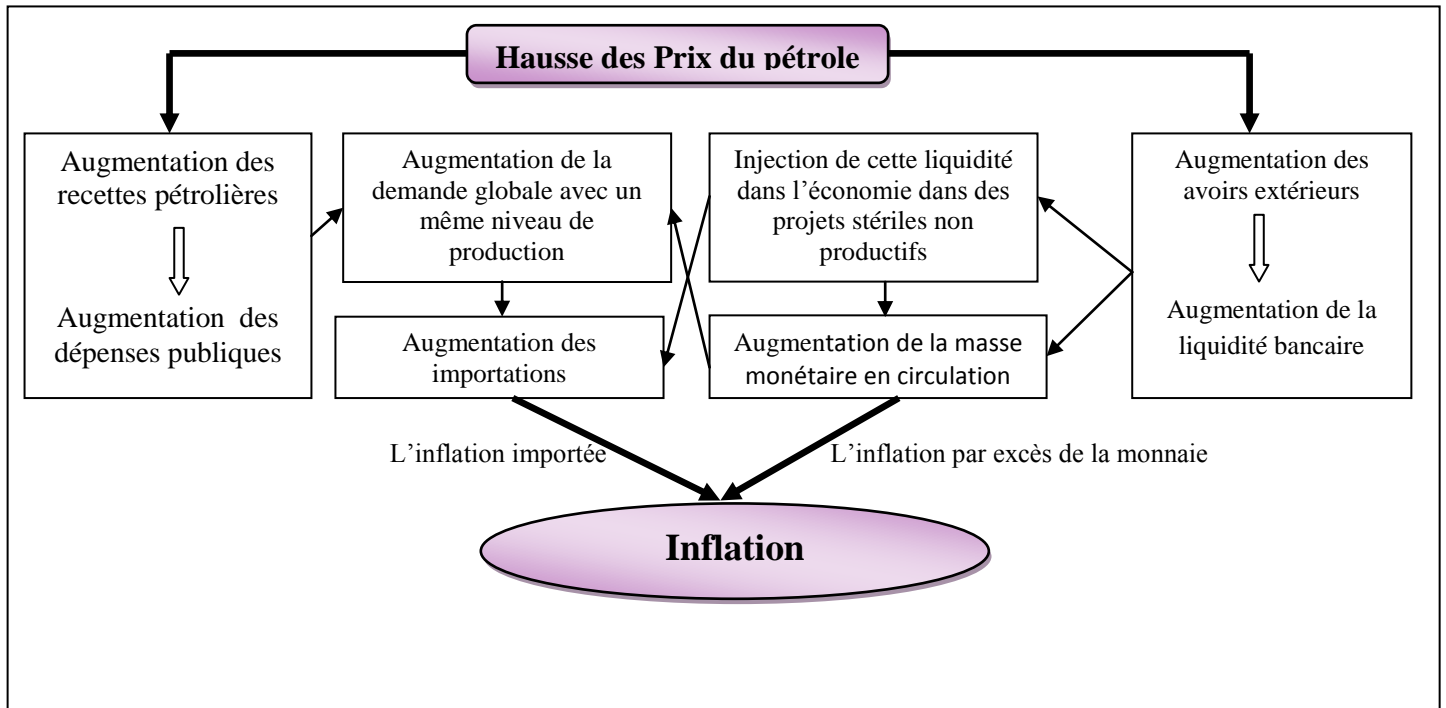 Hausse des Prix du pétrole
Augmentation des
recettes pétrolières
Augmentation des
dépenses publiques
Augmentation de la
demande globale avec un
même niveau de
production
Augmentation des
importations
Injection de cette liquidité
dans l’économie dans des
projets stériles non
productifs
Augmentation de la masse
monétaire en circulation
Augmentation des
avoirs extérieurs
Augmentation de la
liquidité bancaire
L’inflation importée
L’inflation par excès de la monnaie
Inflation